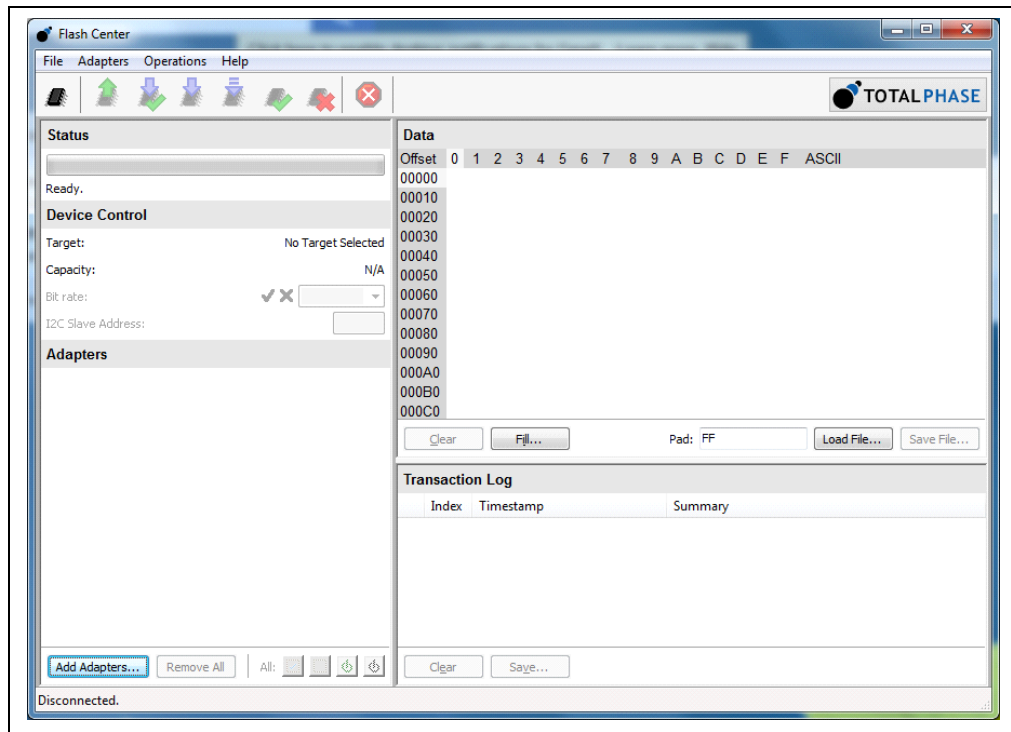 Flash Center
File Adapters Operations Help
TOTALPHASE
Status
Ready.
Device Control
Target: No Target Selected
Capacity: N/A
Bit rate:
I2C Slave Address:
Adapters
Add Adapters... Remove All All:
Data
Offset 0 1 2 3 4 5 6 7 8 9 A B C D E F ASCII
00000
00010
00020
00030
00040
00050
00060
00070
00080
00090
000A0
000B0
000C0
Clear Fill... Pad: FF Load File... Save File...
Transaction Log
Index Timestamp Summary
Clear Save...
Disconnected.